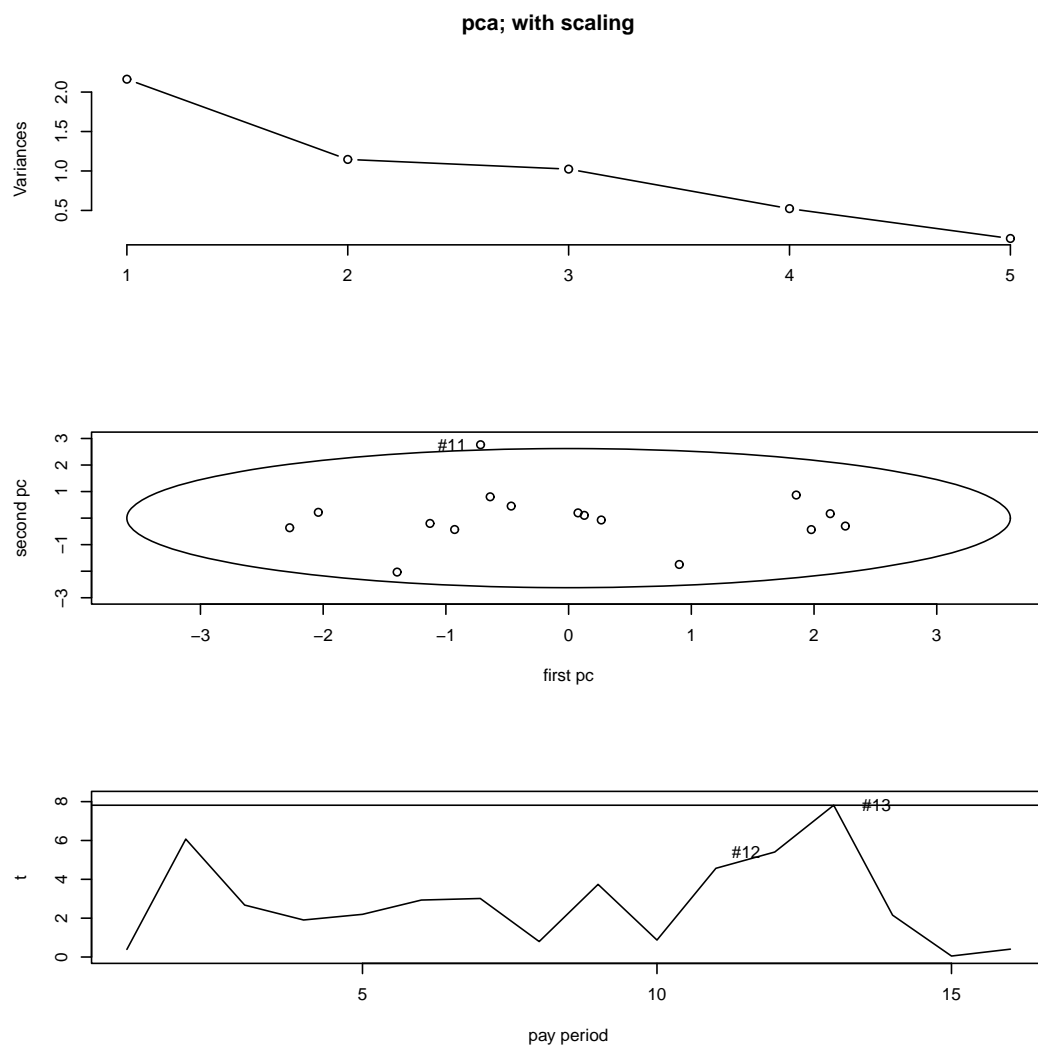 pca; with scaling
Variances
2.0
1.5
1.0
0.5
1 2 3 4 5
second pc
3
2
1
−1
−3
#11
−3 −2 −1 0 1 2 3
first pc
t
8
6
4
2
0
#13
#12
5 10 15
pay period